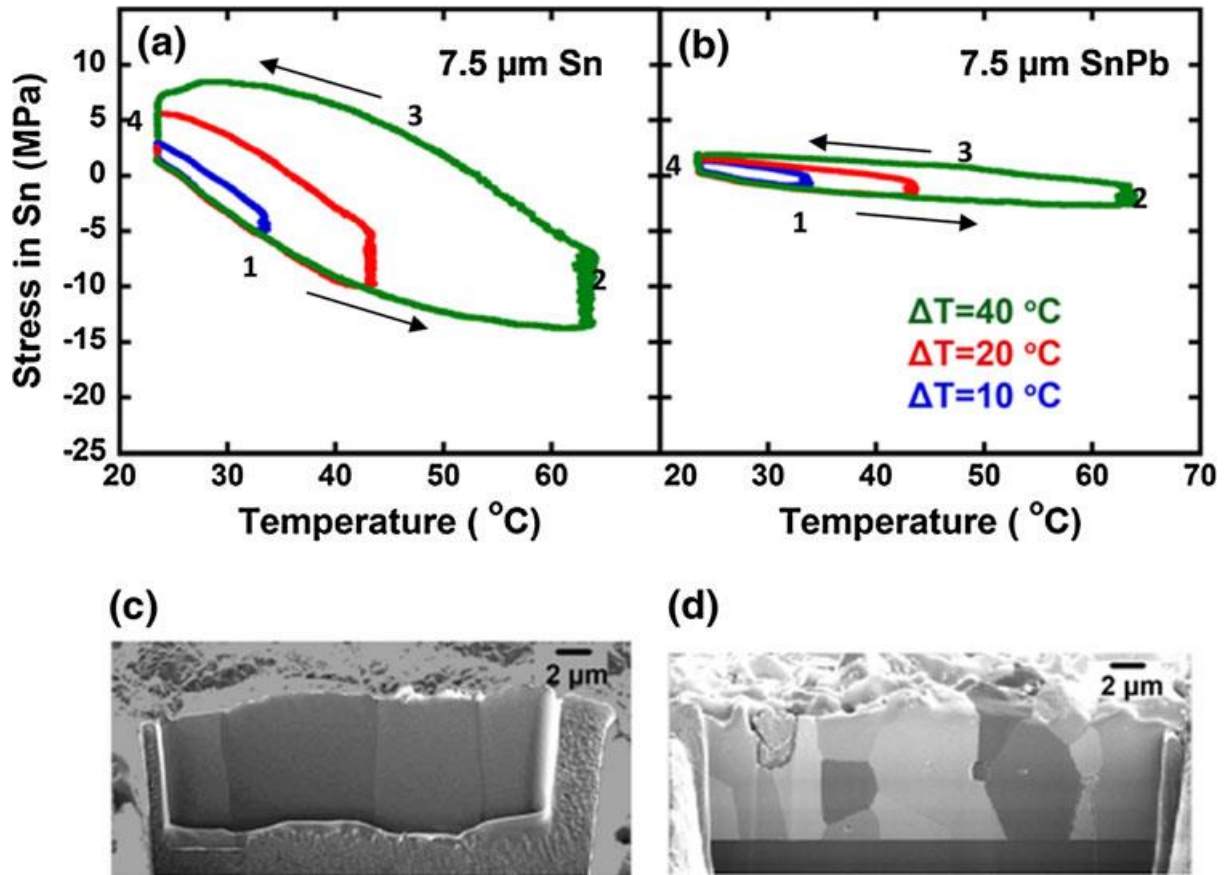 (a)
7.5 µm Sn
(b)
7.5 µm SnPb
Stress in Sn (MPa)
10
5
0
-5
-10
-15
-20
-25
4
3
1
2
4
3
1
2
ΔT=40 °C
ΔT=20 °C
ΔT=10 °C
20 30 40 50 60
20 30 40 50 60 70
Temperature ( °C)
Temperature ( °C)
(c)
(d)
2 µm
2 µm